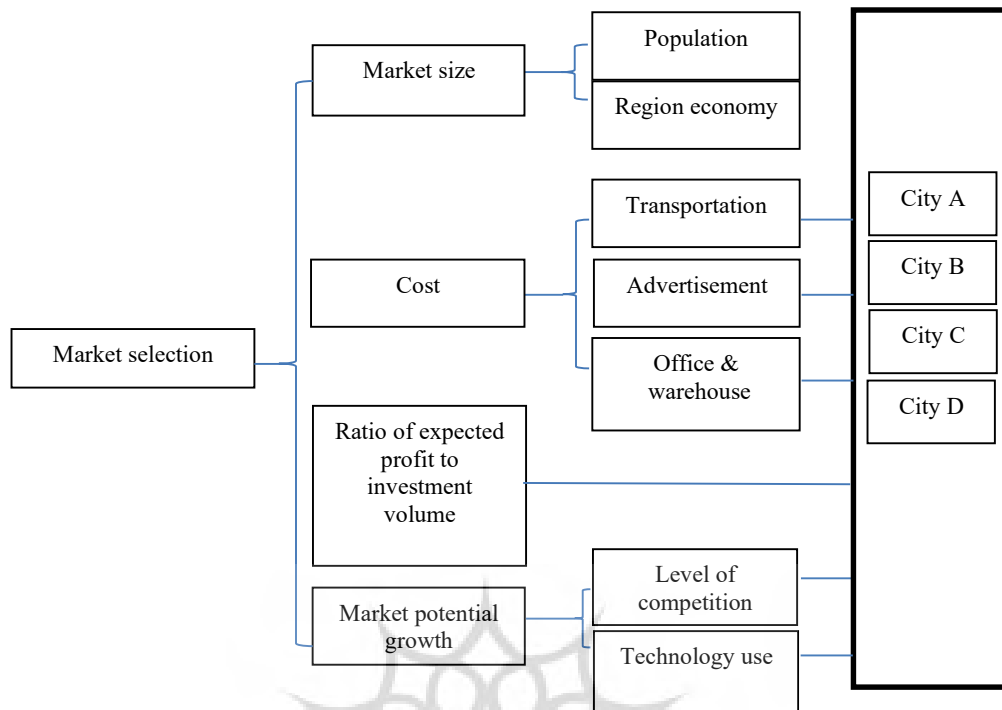 Market selection
Market size
Population
Region economy
Cost
Transportation
Advertisement
Office &
warehouse
Ratio of expected
profit to
investment
volume
Market potential
growth
Level of
competition
Technology use
City A
City B
City C
City D